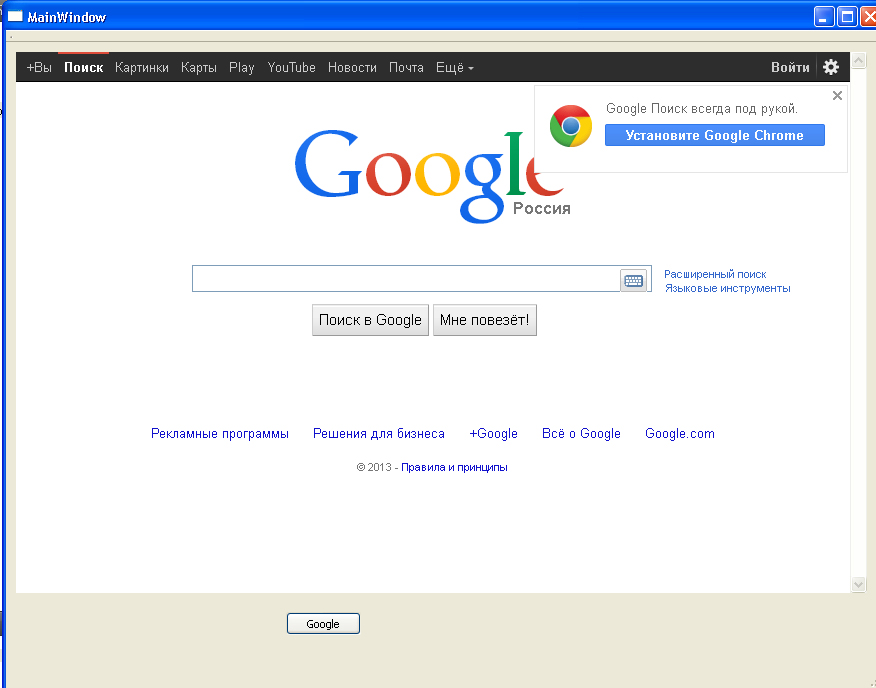 MainWindow
+Вы Поиск Картинки Карты Play YouTube Новости Почта Ещё Войти
Google Поиск всегда под рукой.
Установите Google Chrome
Google
Россия
Расширенный поиск
Языковые инструменты
Поиск в Google Мне повезёт!
Рекламные программы Решения для бизнеса +Google Всё о Google Google.com
© 2013 - Правила и принципы
Google